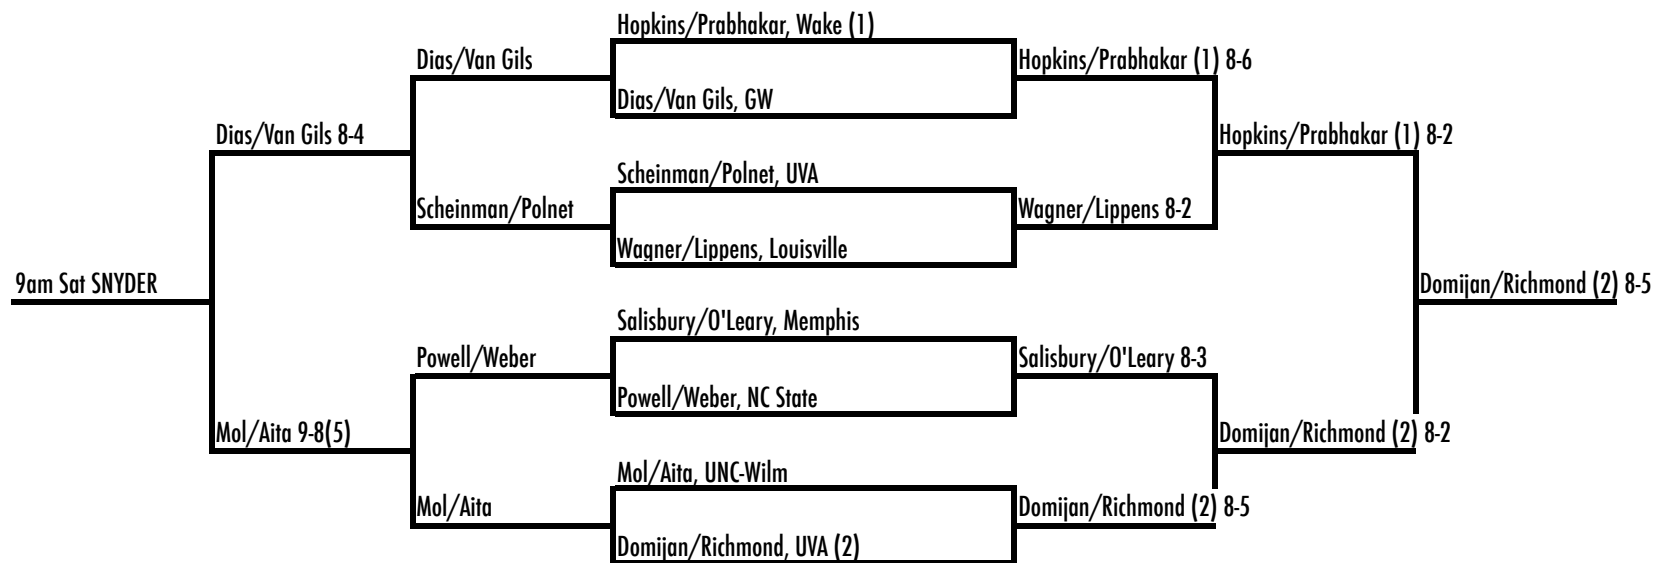 Hopkins/Prabhakar, Wake (1)
Dias/Van Gils
Hopkins/Prabhakar (1) 8-6
Dias/Van Gils, GW
Dias/Van Gils 8-4
Hopkins/Prabhakar (1) 8-2
Scheinman/Polnet, UVA
Scheinman/Polnet
Wagner/Lippens 8-2
Wagner/Lippens, Louisville
9am Sat SNYDER
Domijan/Richmond (2) 8-5
Salisbury/O'Leary, Memphis
Powell/Weber
Salisbury/O'Leary 8-3
Powell/Weber, NC State
Mol/Aita 9-8(5)
Domijan/Richmond (2) 8-2
Mol/Aita, UNC-Wilm
Mol/Aita
Domijan/Richmond (2) 8-5
Domijan/Richmond, UVA (2)